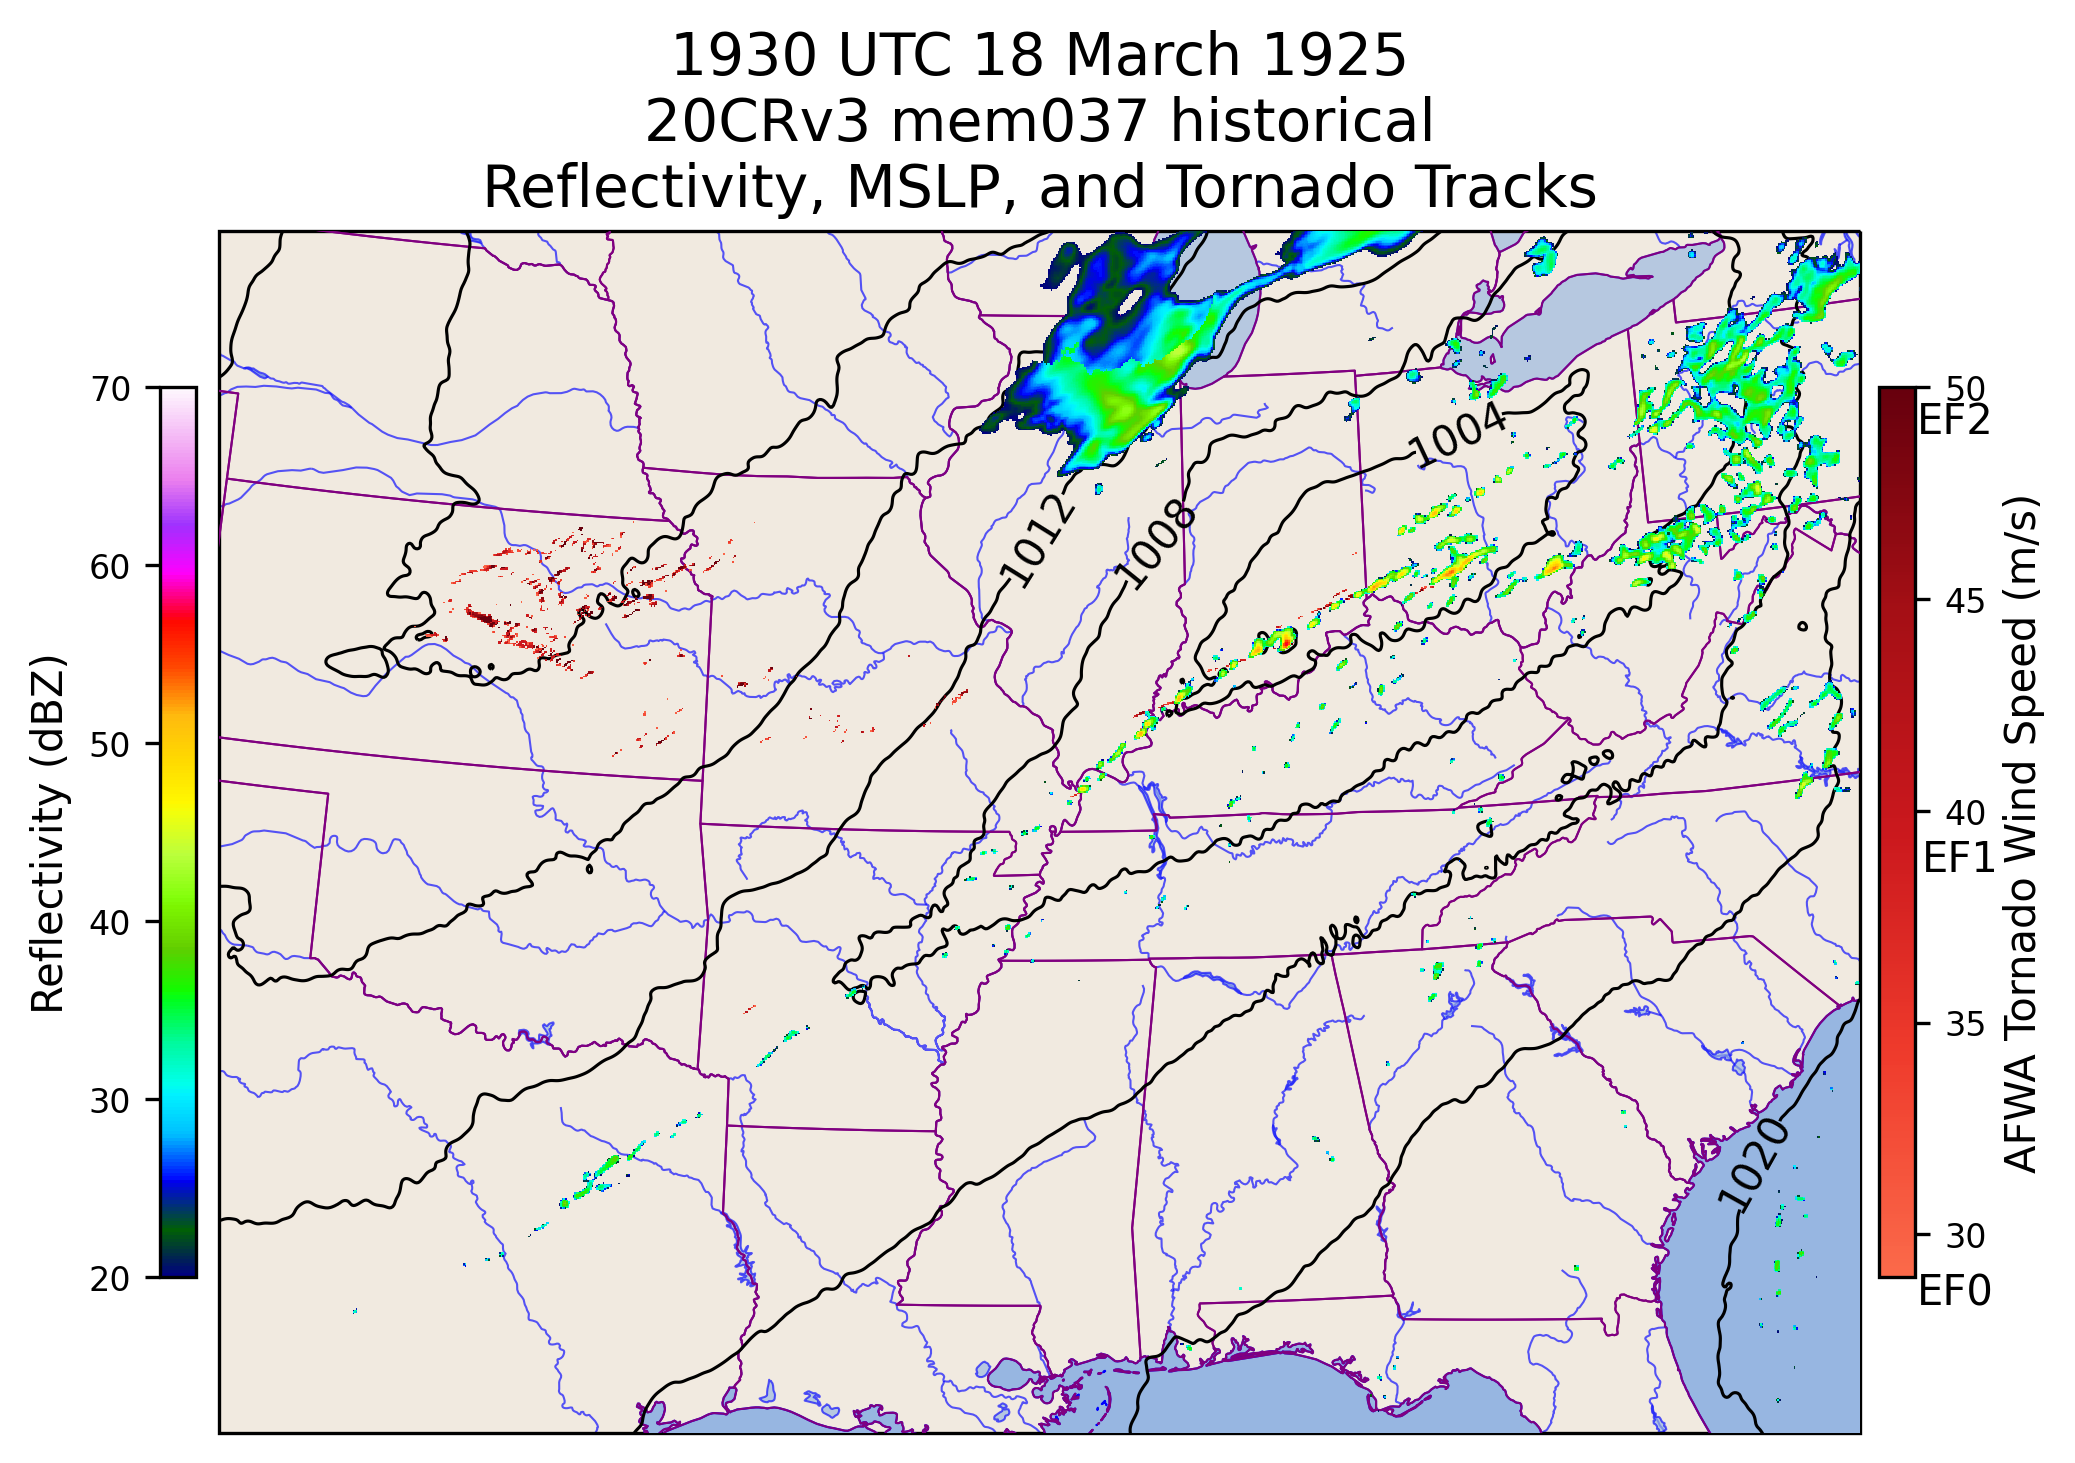 1930 UTC 18 March 1925
20CRv3 mem037 historical
Reflectivity, MSLP, and Tornado Tracks
Reflectivity (dBZ)
70
60
50
40
30
20
1004
1012
1008
1020
50
EF2
45
40
EF1
35
30
EF0
AFWA Tornado Wind Speed (m/s)